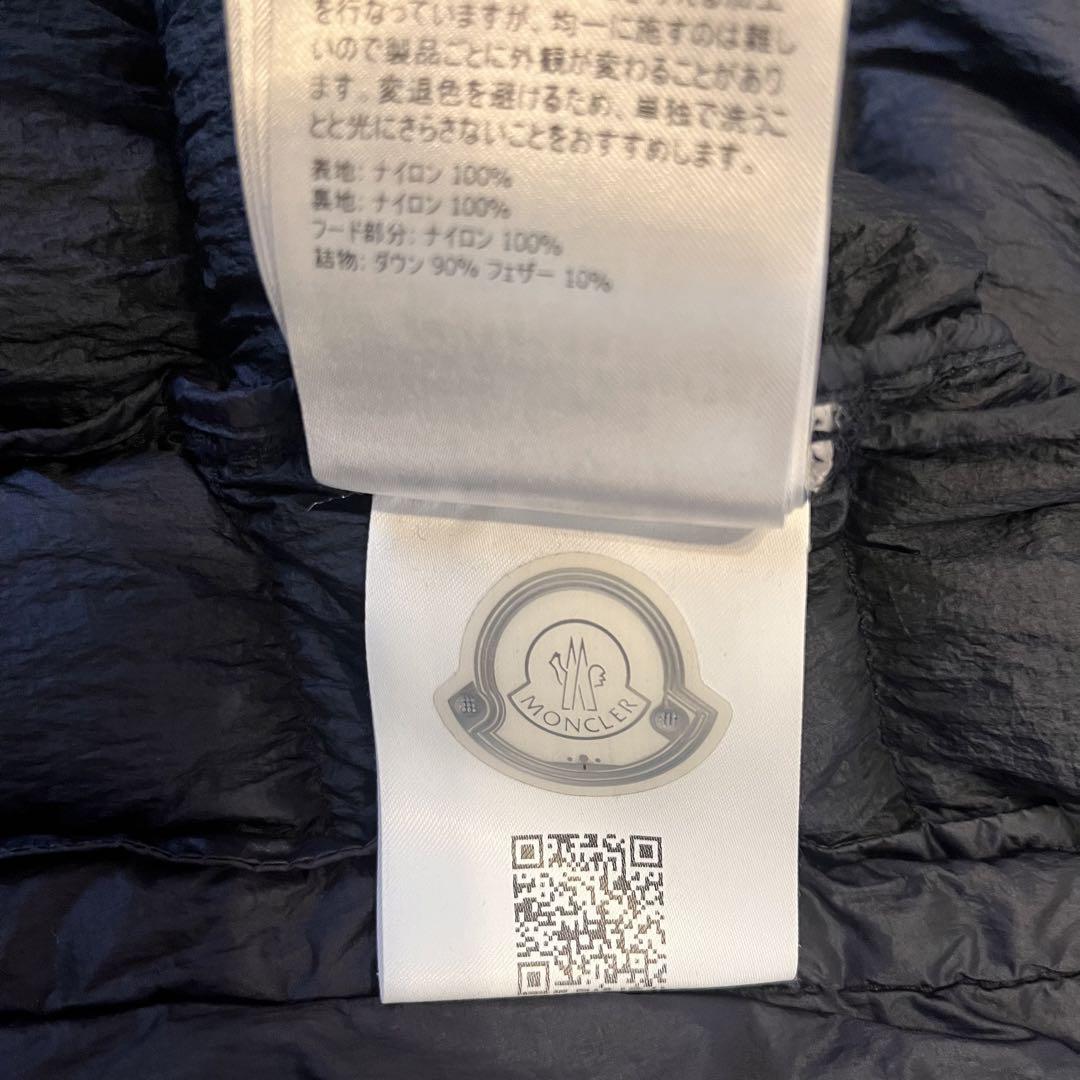 を行なっていますが、均一に施すのは難し
いので製品ごとに外観が変わることがあり
ます。変退色を避けるため、単独で洗うこ
とと光にさらさないことをおすすめします。
表地: ナイロン 100%
裏地: ナイロン 100%
フード部分: ナイロン 100%
詰物: ダウン 90% フェザー 10%
MONCLER